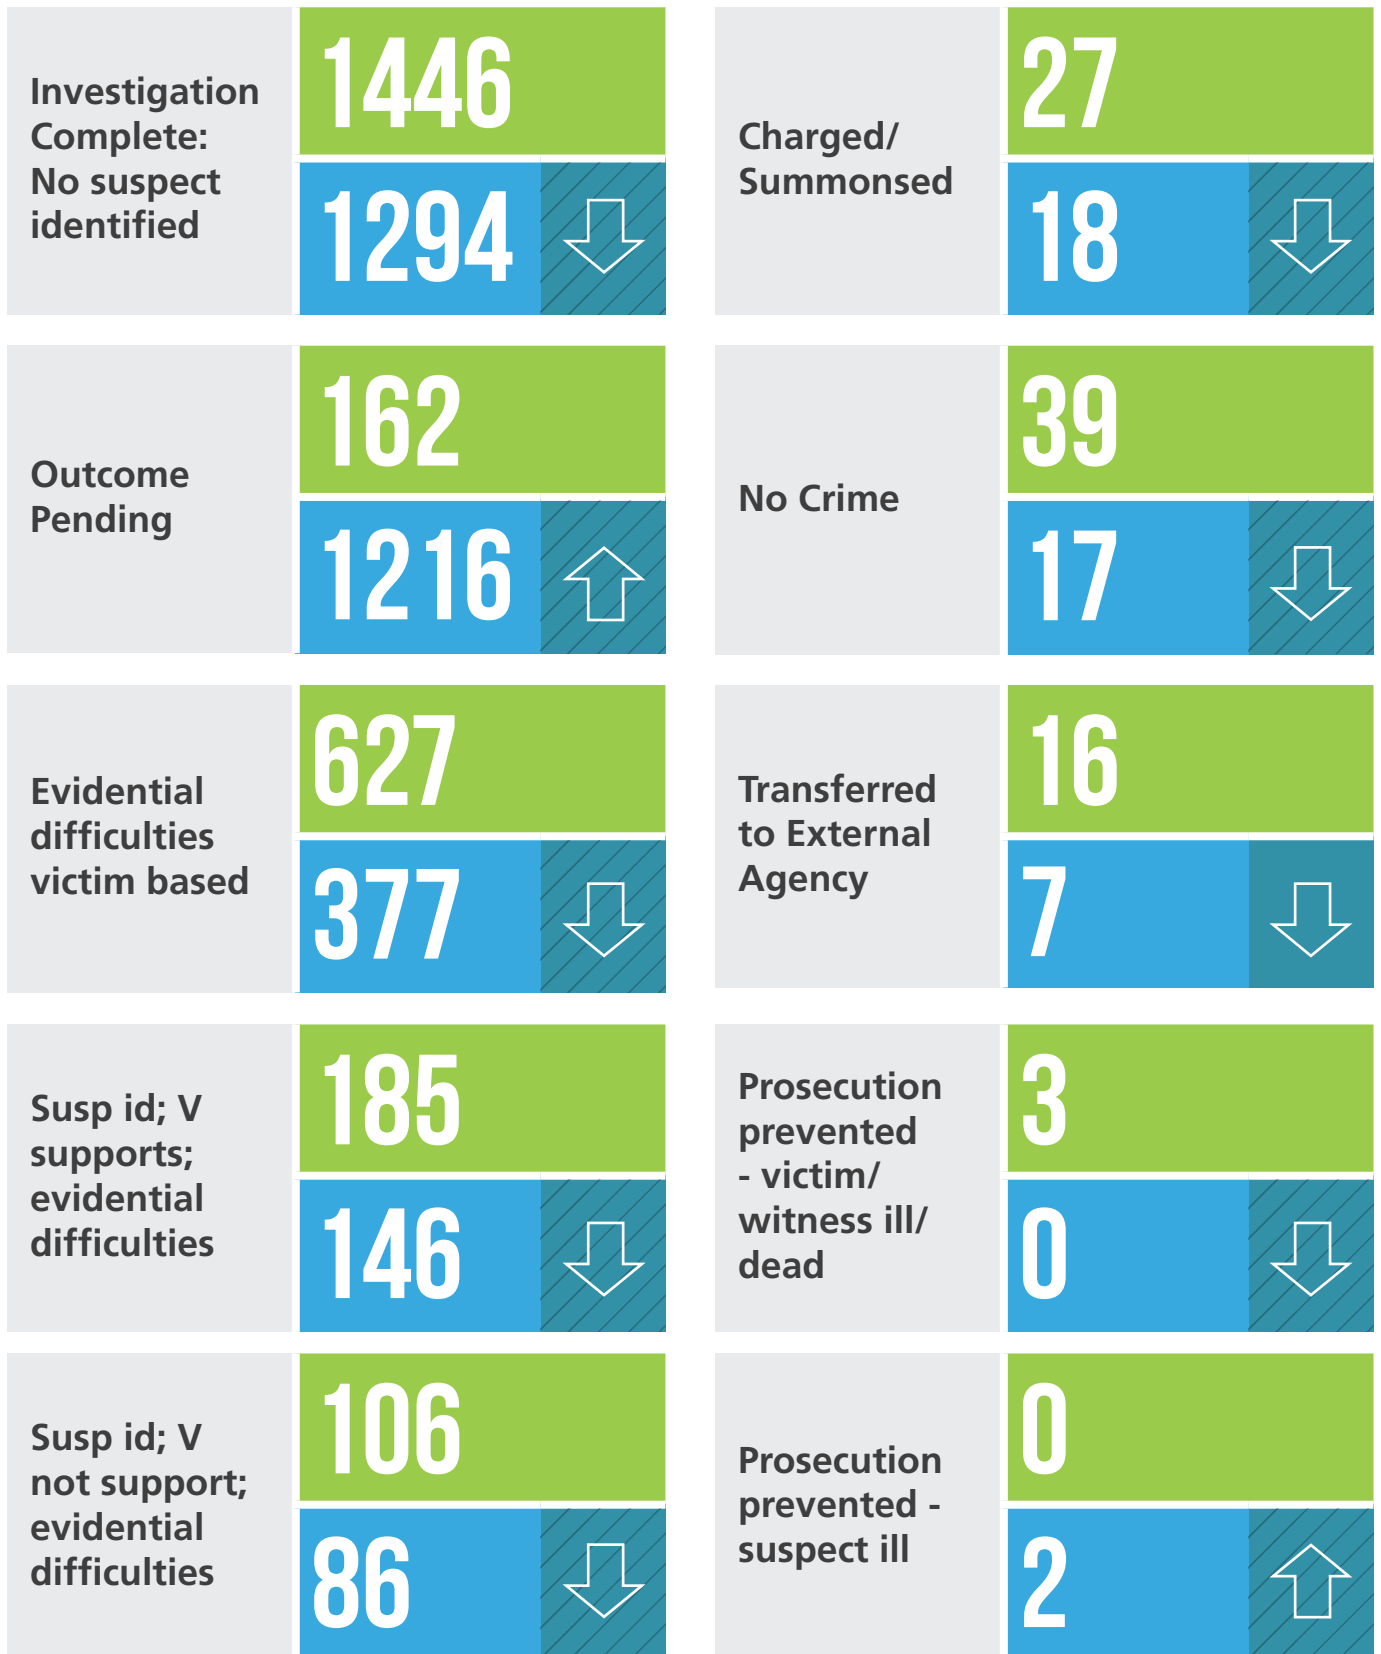 Investigation
Complete:
No suspect
identified
1446
1294
Charged/
Summonsed
27
18
Outcome
Pending
162
1216
No Crime
39
17
Evidential
difficulties
victim based
627
377
Transferred
to External
Agency
16
7
Susp id; V
supports;
evidential
difficulties
185
146
Prosecution
prevented
- victim/
witness ill/
dead
3
0
Susp id; V
not support;
evidential
difficulties
106
86
Prosecution
prevented -
suspect ill
0
2